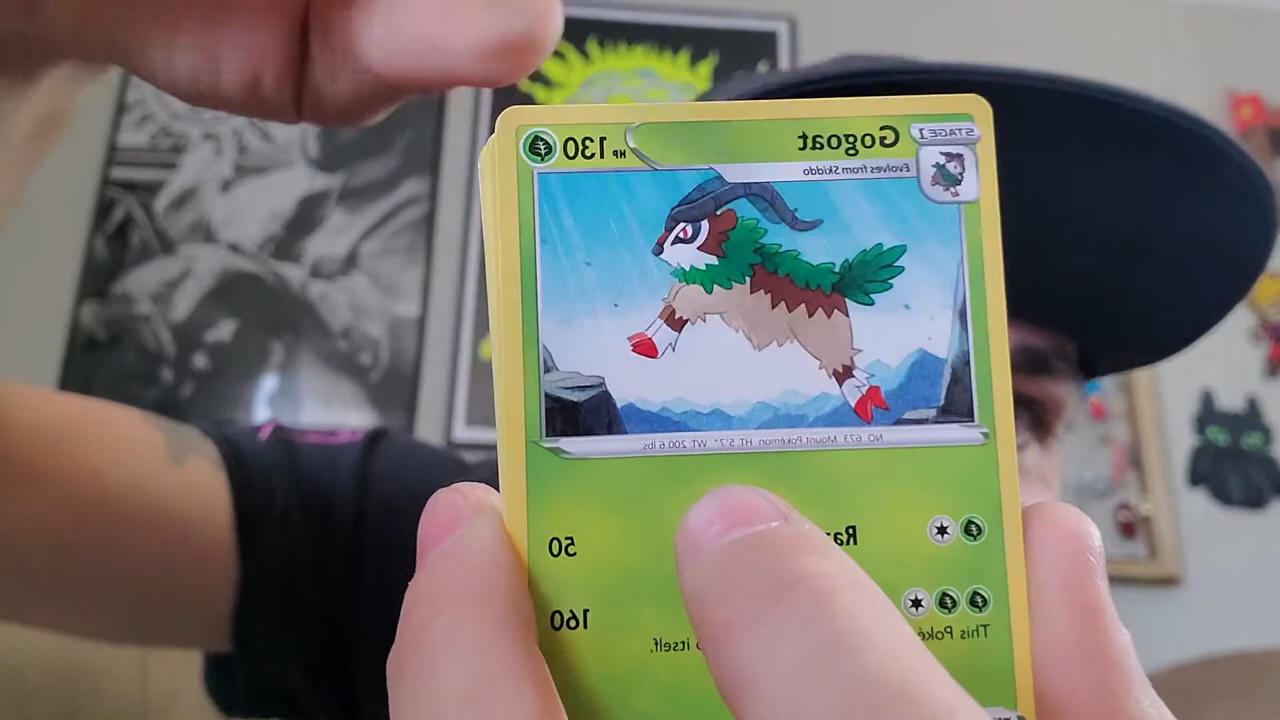 STAGE1 Gogoat HP 130
Evolves from Skiddo
NO. 673 Mount Pokémon HT 5'7" WT 200.6 lbs.
50
160
This
itself.